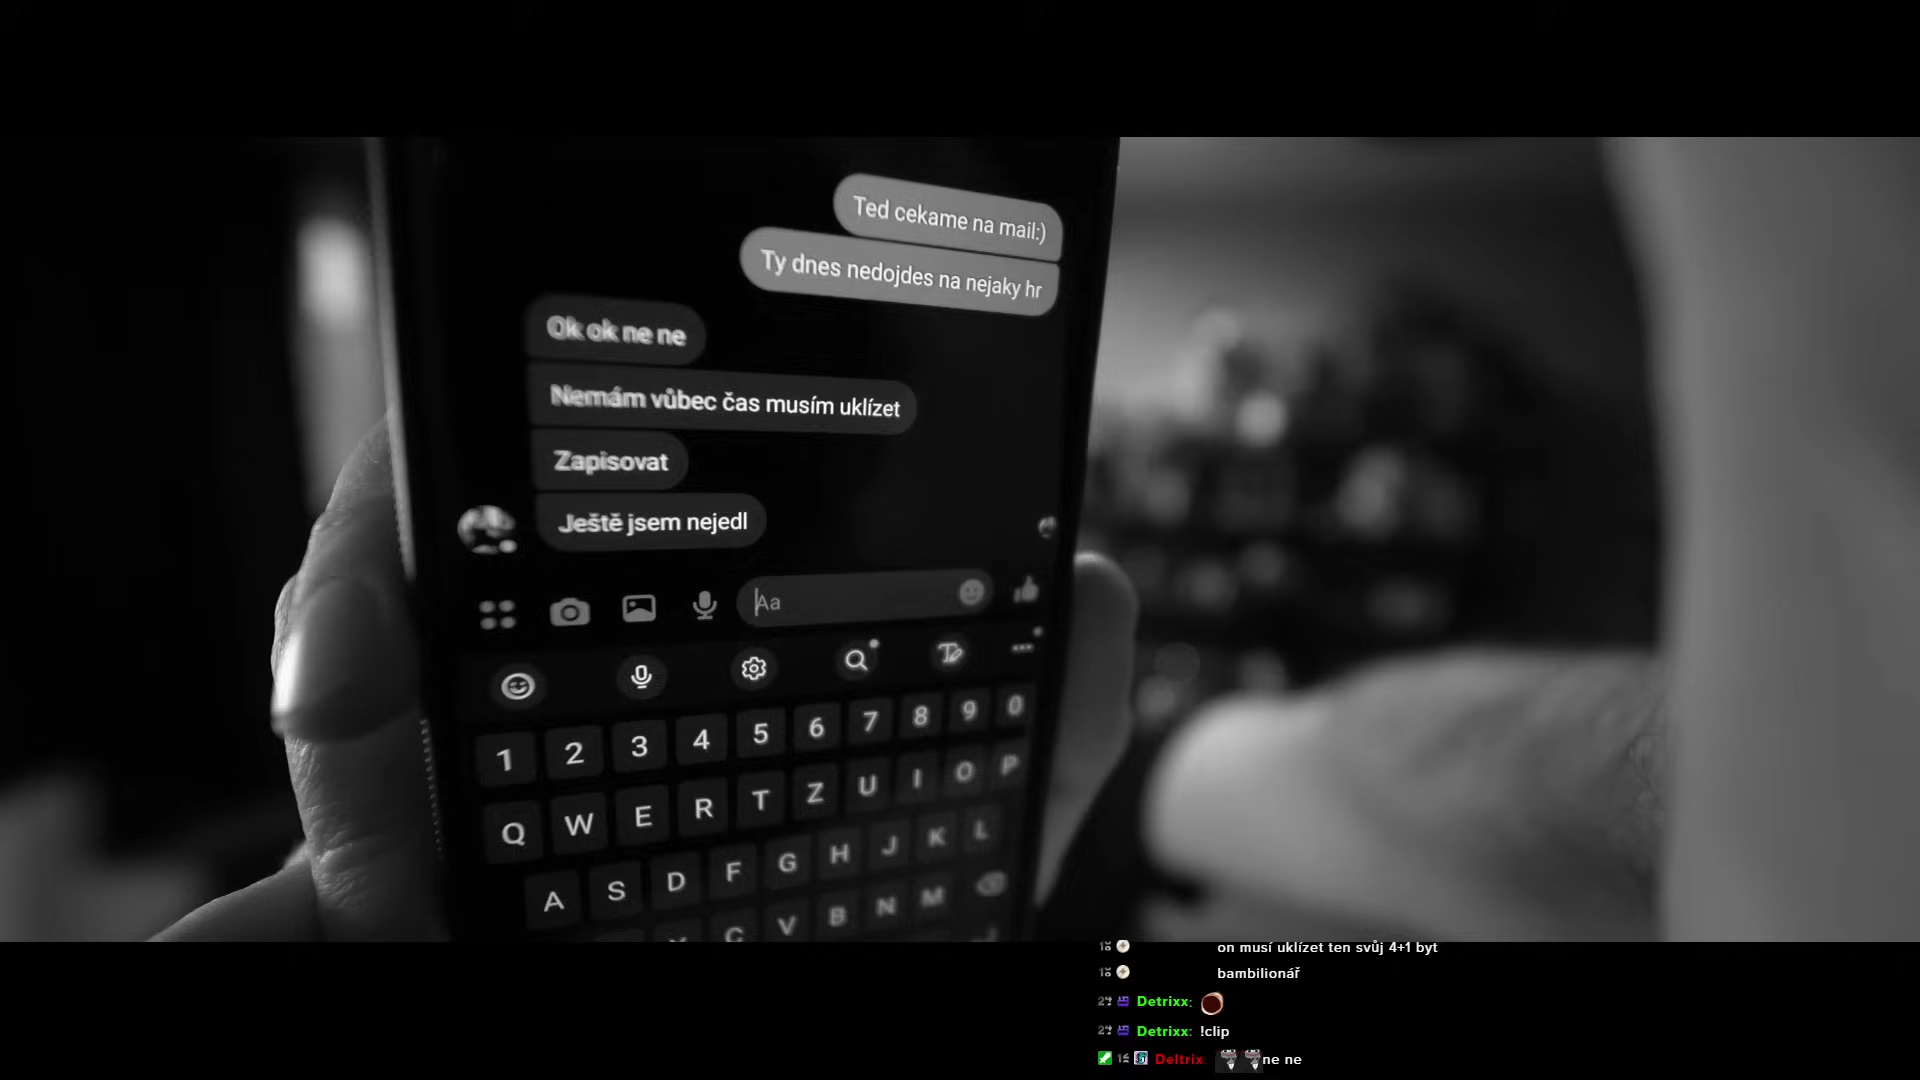 Ted cekame na mail:)
Ty dnes nedojdes na nejaky hr
Ok ok ne ne
Nemám vůbec čas musím uklízet
Zapisovat
Ještě jsem nejedl
Aa
1 2 3 4 5 6 7 8 9 0
Q W E R T Z U I O P
A S D F G H J K L
Y C V B N M
on musí uklízet ten svůj 4+1 byt
bambilionář
Detrixx:
Detrixx: !clip
Deltrix: ne ne